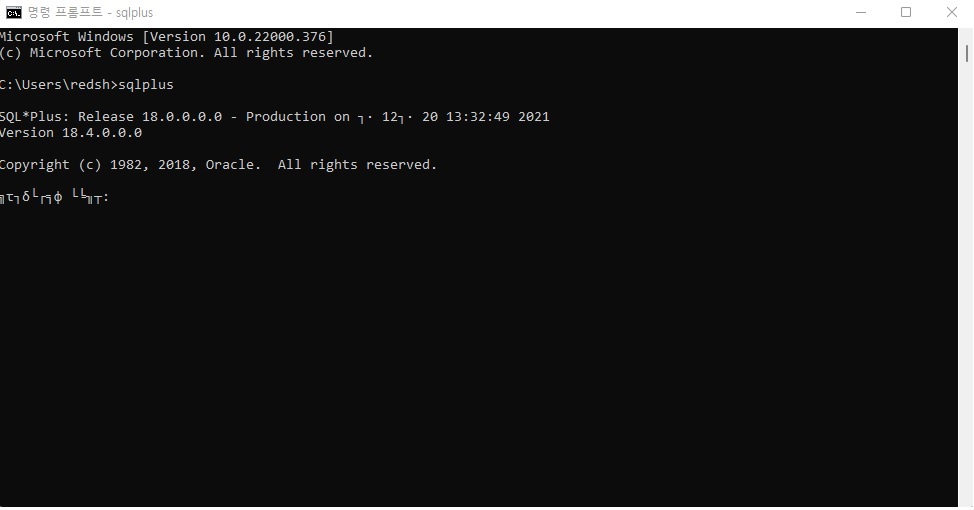 명령 프롬프트 - sqlplus
Microsoft Windows [Version 10.0.22000.376]
(c) Microsoft Corporation. All rights reserved.
C:\Users\redsh>sqlplus
SQL*Plus: Release 18.0.0.0.0 - Production on ┐∙ 12┐∙ 20 13:32:49 2021
Version 18.4.0.0.0
Copyright (c) 1982, 2018, Oracle.  All rights reserved.